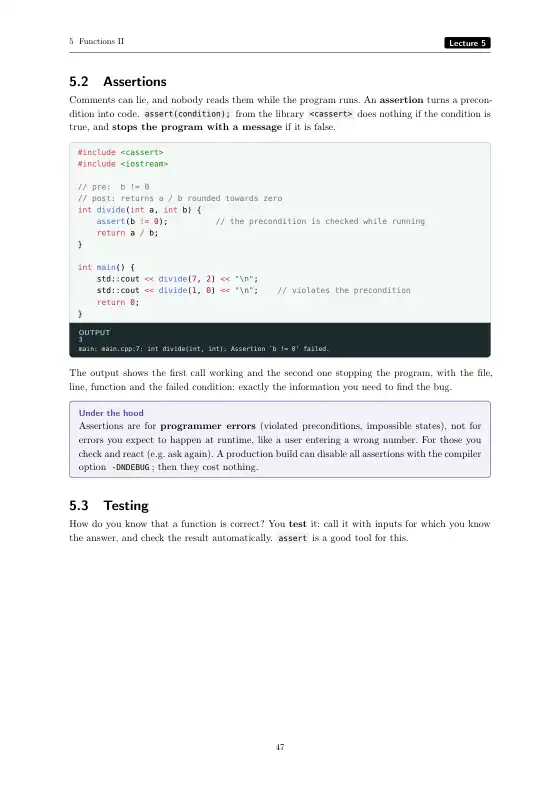 5 Functions II
Lecture 5
5.2 Assertions
Comments can lie, and nobody reads them while the program runs. An assertion turns a precon-
dition into code. assert(condition); from the library <cassert> does nothing if the condition is
true, and stops the program with a message if it is false.
#include <cassert>
#include <iostream>
// pre: b != 0
// post: returns a / b rounded towards zero
int divide(int a, int b) {
    assert(b != 0);          // the precondition is checked while running
    return a / b;
}
int main() {
    std::cout << divide(7, 2) << "\n";
    std::cout << divide(1, 0) << "\n";    // violates the precondition
    return 0;
}
OUTPUT
3
main: main.cpp:7: int divide(int, int): Assertion `b != 0' failed.
The output shows the first call working and the second one stopping the program, with the file,
line, function and the failed condition: exactly the information you need to find the bug.
Under the hood
Assertions are for programmer errors (violated preconditions, impossible states), not for
errors you expect to happen at runtime, like a user entering a wrong number. For those you
check and react (e.g. ask again). A production build can disable all assertions with the compiler
option -DNDEBUG; then they cost nothing.
5.3 Testing
How do you know that a function is correct? You test it: call it with inputs for which you know
the answer, and check the result automatically. assert is a good tool for this.
47